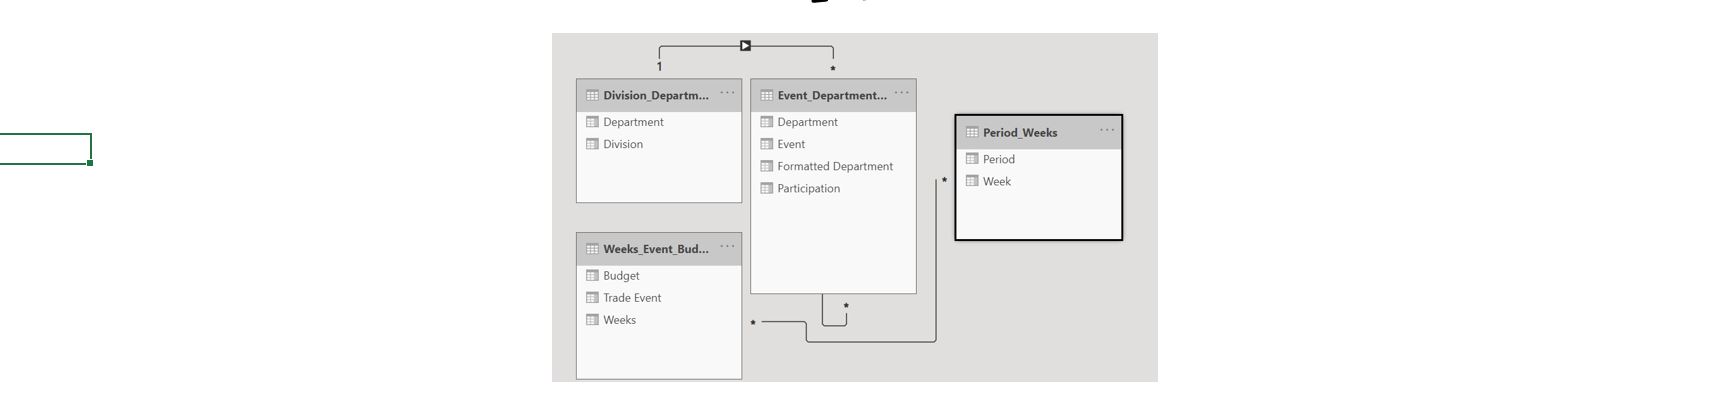 1
*
Division_Departm... ...
Department
Division
Event_Department... ...
Department
Event
Formatted Department
Participation
Period_Weeks ...
Period
Week
*
Weeks_Event_Bud... ...
Budget
Trade Event
Weeks
*
*